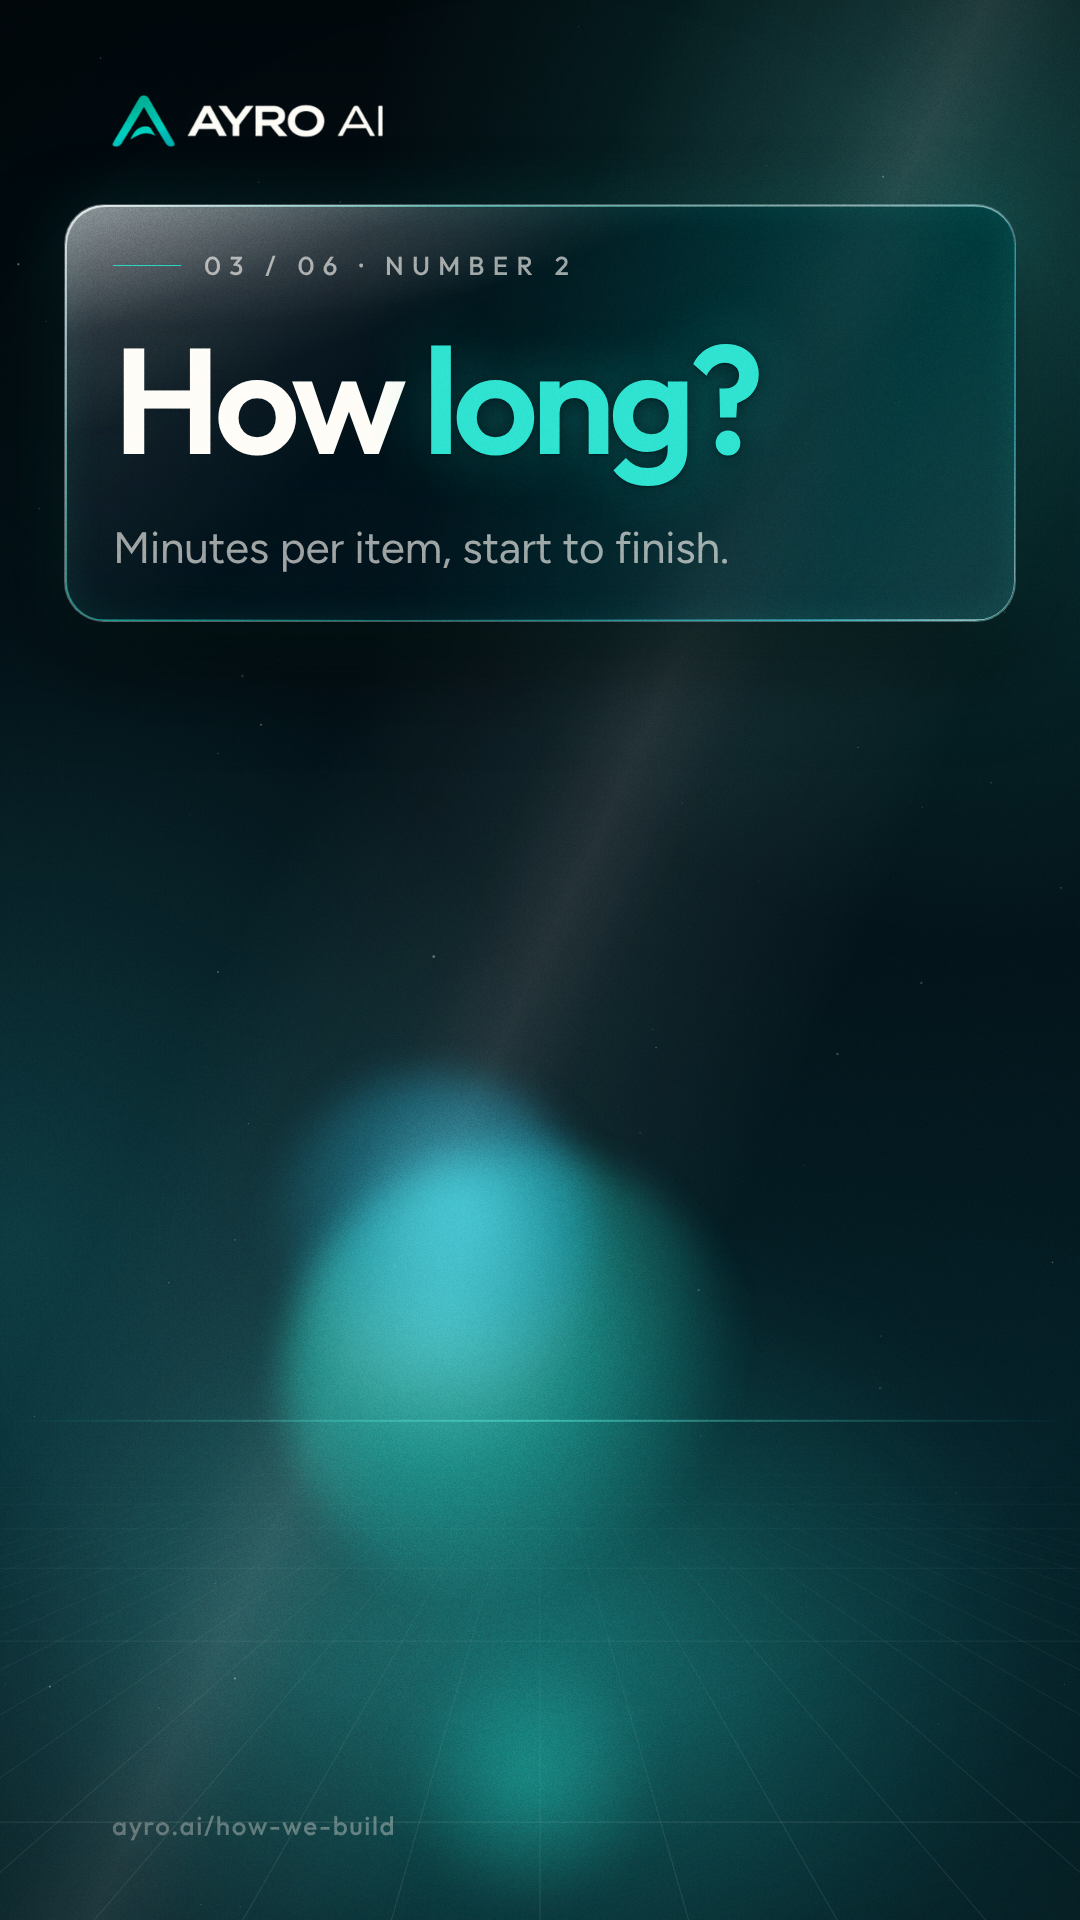 AYRO AI
03 / 06 · NUMBER 2
How long?
Minutes per item, start to finish.
ayro.ai/how-we-build